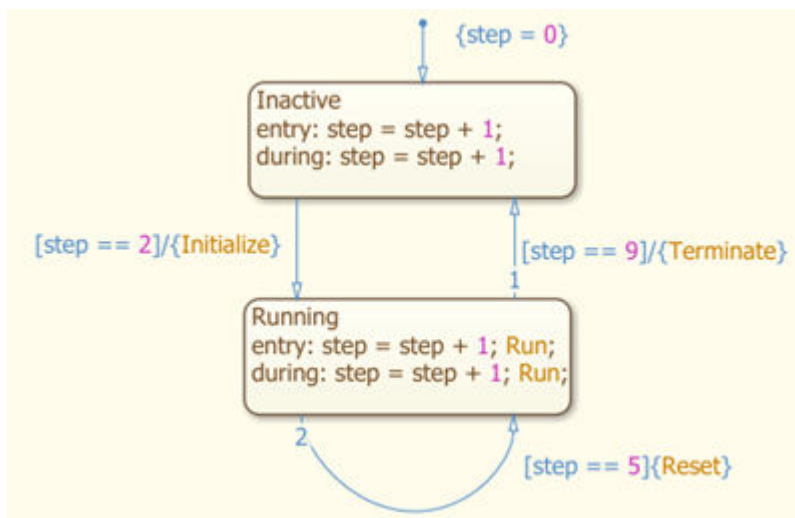 {step = 0}
Inactive
entry: step = step + 1;
during: step = step + 1;
[step == 2]/{Initialize}
[step == 9]/{Terminate}
1
Running
entry: step = step + 1; Run;
during: step = step + 1; Run;
2
[step == 5]{Reset}